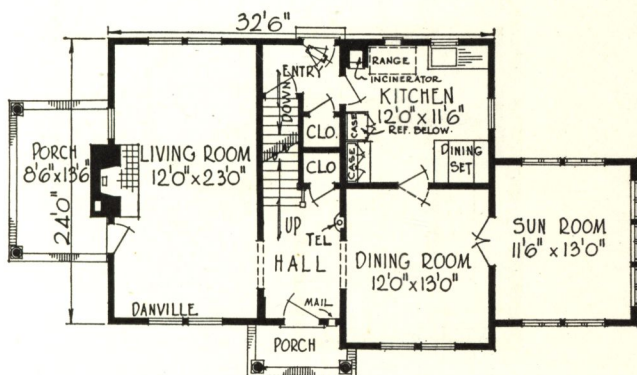 32'6"
ENTRY
RANGE
INCINERATOR
DOWN
KITCHEN
12'0" x 11'6"
CLO.
CASE
REF. BELOW.
PORCH
8'6" x 13'6"
LIVING ROOM
12'0" x 23'0"
CLO
CASE
DINING
SET
24'0"
UP
TEL
SUN ROOM
11'6" x 13'0"
HALL
DINING ROOM
12'0" x 13'0"
DANVILLE
MAIL
PORCH